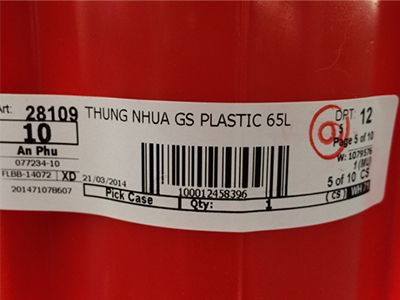 Art: 28109 THUNG NHUA GS PLASTIC 65L DPT: 12
10 Page 5 of 10
An Phu W: 1079576
077234-10 1(MU)
FLBB-14072 XD 21/03/2014 100012458396 5 of 10 CS
201471078607 Pick Case Qty: 1 (CS) WH